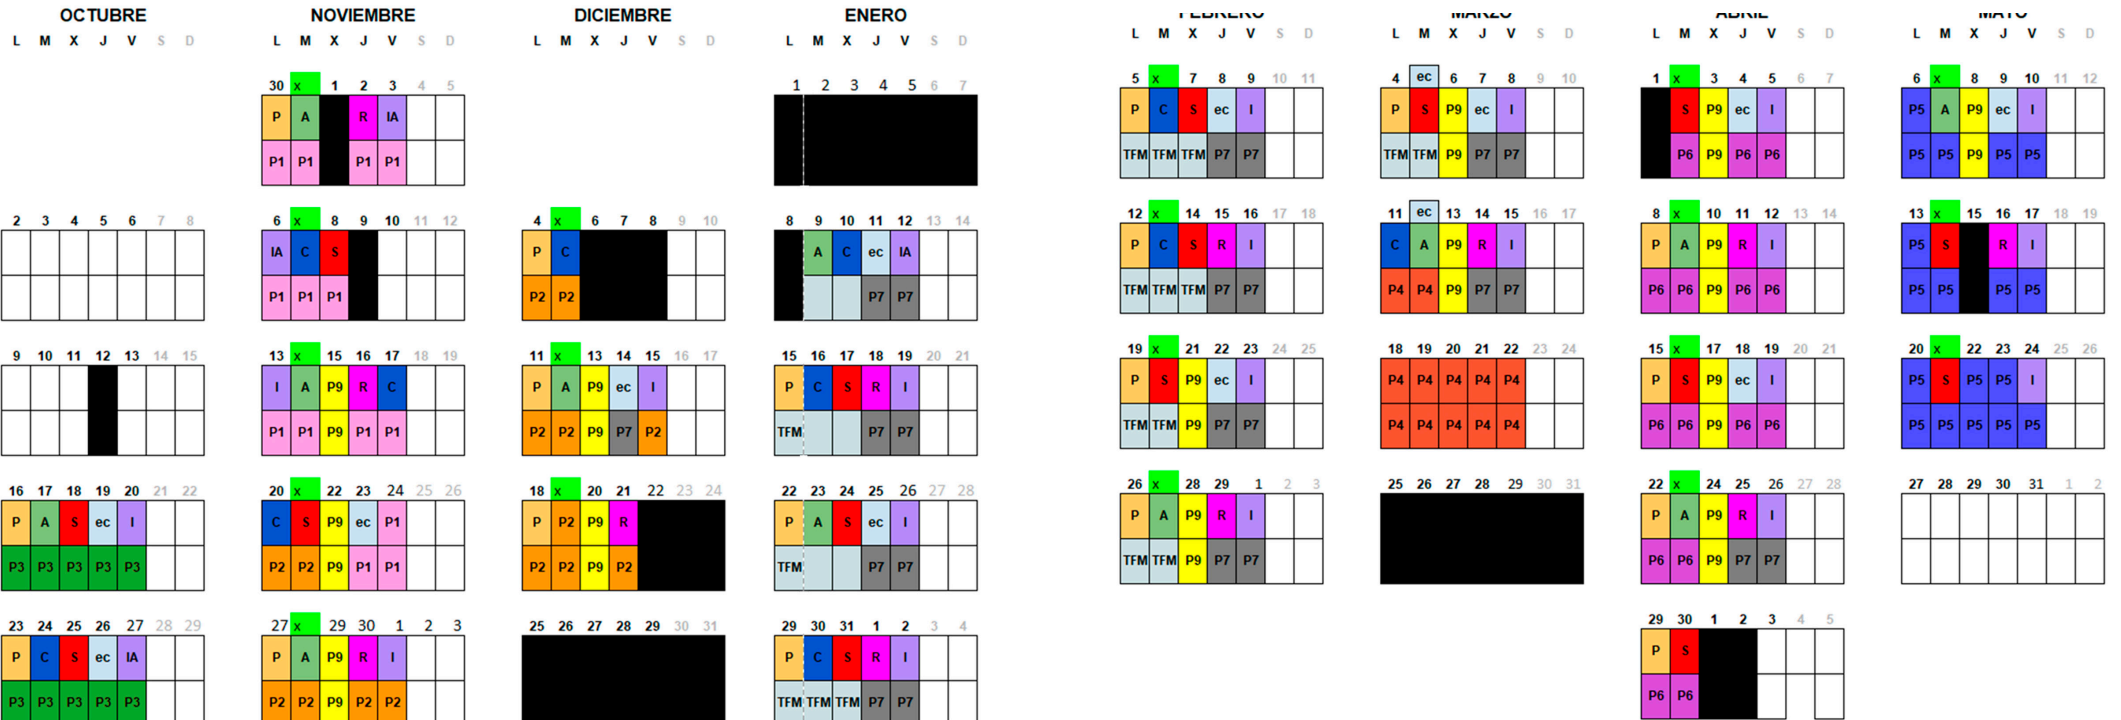 OCTUBRE
L M X J V S D
2 3 4 5 6 7 8
9 10 11 12 13 14 15
16 17 18 19 20 21 22
P A S ec I
P3 P3 P3 P3 P3
23 24 25 26 27 28 29
P C S ec IA
P3 P3 P3 P3 P3
NOVIEMBRE
L M X J V S D
30 x 1 2 3 4 5
P A R IA
P1 P1 P1 P1
6 x 8 9 10 11 12
IA C S
P1 P1 P1
13 x 15 16 17 18 19
I A P9 R C
P1 P1 P9 P1 P1
20 x 22 23 24 25 26
C S P9 ec P1
P2 P2 P9 P1 P1
27 x 29 30 1 2 3
P A P9 R I
P2 P2 P9 P2 P2
DICIEMBRE
L M X J V S D
4 x 6 7 8 9 10
P C
P2 P2
11 x 13 14 15 16 17
P A P9 ec I
P2 P2 P9 P7 P2
18 x 20 21 22 23 24
P P2 P9 R
P2 P2 P9 P2
25 26 27 28 29 30 31
ENERO
L M X J V S D
1 2 3 4 5 6 7
8 9 10 11 12 13 14
A C ec IA
P7 P7
15 16 17 18 19 20 21
P C S R I
TFM P7 P7
22 23 24 25 26 27 28
P A S ec I
TFM P7 P7
29 30 31 1 2 3 4
P C S R I
TFM TFM TFM P7 P7
FEBRERO
L M X J V S D
5 x 7 8 9 10 11
P C S ec I
TFM TFM TFM P7 P7
12 x 14 15 16 17 18
P C S R I
TFM TFM TFM P7 P7
19 x 21 22 23 24 25
P S P9 ec I
TFM TFM P9 P7 P7
26 x 28 29 1 2 3
P A P9 R I
TFM TFM P9 P7 P7
MARZO
L M X J V S D
4 ec 6 7 8 9 10
P S P9 ec I
TFM TFM P9 P7 P7
11 ec 13 14 15 16 17
C A P9 R I
P4 P4 P9 P7 P7
18 19 20 21 22 23 24
P4 P4 P4 P4 P4
P4 P4 P4 P4 P4
25 26 27 28 29 30 31
ABRIL
L M X J V S D
1 x 3 4 5 6 7
S P9 ec I
P6 P9 P6 P6
8 x 10 11 12 13 14
P A P9 R I
P6 P6 P9 P6 P6
15 x 17 18 19 20 21
P S P9 ec I
P6 P6 P9 P6 P6
22 x 24 25 26 27 28
P A P9 R I
P6 P6 P9 P7 P7
29 30 1 2 3 4 5
P S
P6 P6
MAYO
L M X J V S D
6 x 8 9 10 11 12
P5 A P9 ec I
P5 P5 P9 P5 P5
13 x 15 16 17 18 19
P5 S R I
P5 P5 P5 P5
20 x 22 23 24 25 26
P5 S P5 P5 I
P5 P5 P5 P5 P5
27 28 29 30 31 1 2